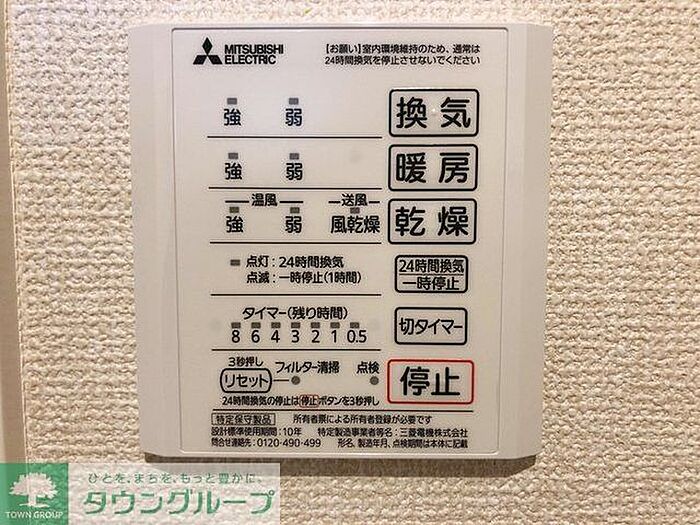 MITSUBISHI
ELECTRIC
【お願い】室内環境維持のため、通常は
24時間換気を停止させないでください
強 弱 換気
強 弱 暖房
温風 送風
強 弱 風乾燥 乾燥
点灯：24時間換気
点滅：一時停止(1時間)
24時間換気
一時停止
タイマー(残り時間)
8 6 4 3 2 1 0.5
切タイマー
3秒押し
リセット フィルター清掃 点検
停止
24時間換気の停止は停止ボタンを3秒押し
特定保守製品 所有者票による所有者登録が必要です
設計標準使用期間：10年 特定製造事業者等名：三菱電機株式会社
問合せ連絡先：0120-490-499 形名、製造年月、点検期間は本体に記載
ひとを、まちを、もっと豊かに。
タウングループ
TOWN GROUP